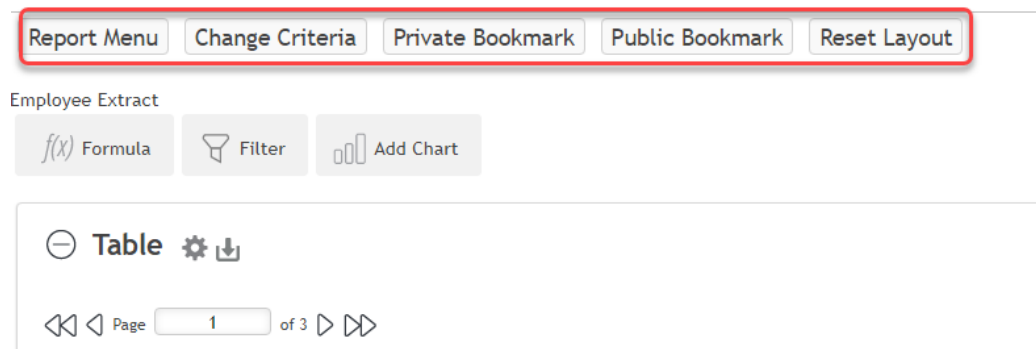 Report Menu Change Criteria Private Bookmark Public Bookmark Reset Layout
Employee Extract
f(x) Formula Filter Add Chart
Table
Page 1 of 3